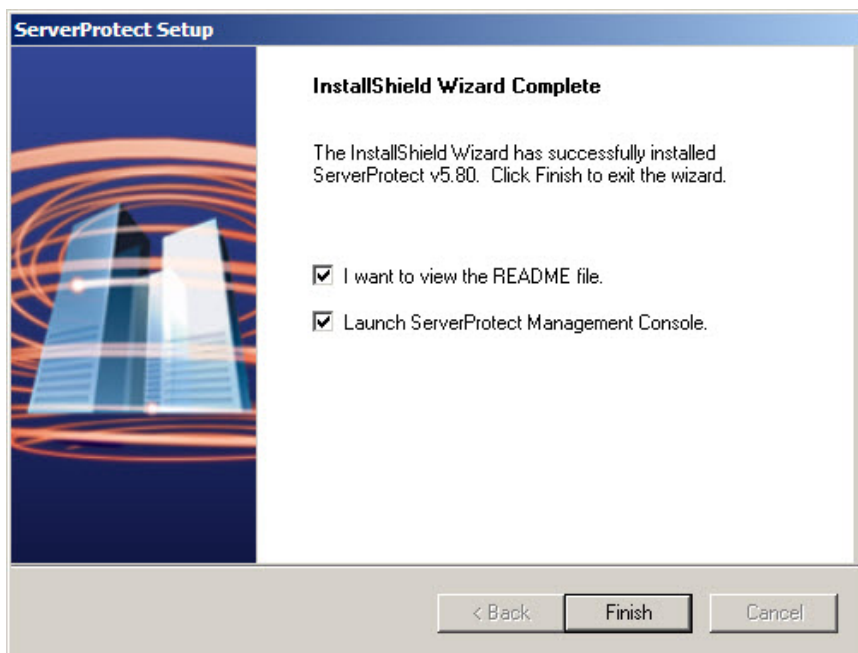 ServerProtect Setup
InstallShield Wizard Complete
The InstallShield Wizard has successfully installed
ServerProtect v5.80. Click Finish to exit the wizard.
I want to view the README file.
Launch ServerProtect Management Console.
< Back
Finish
Cancel